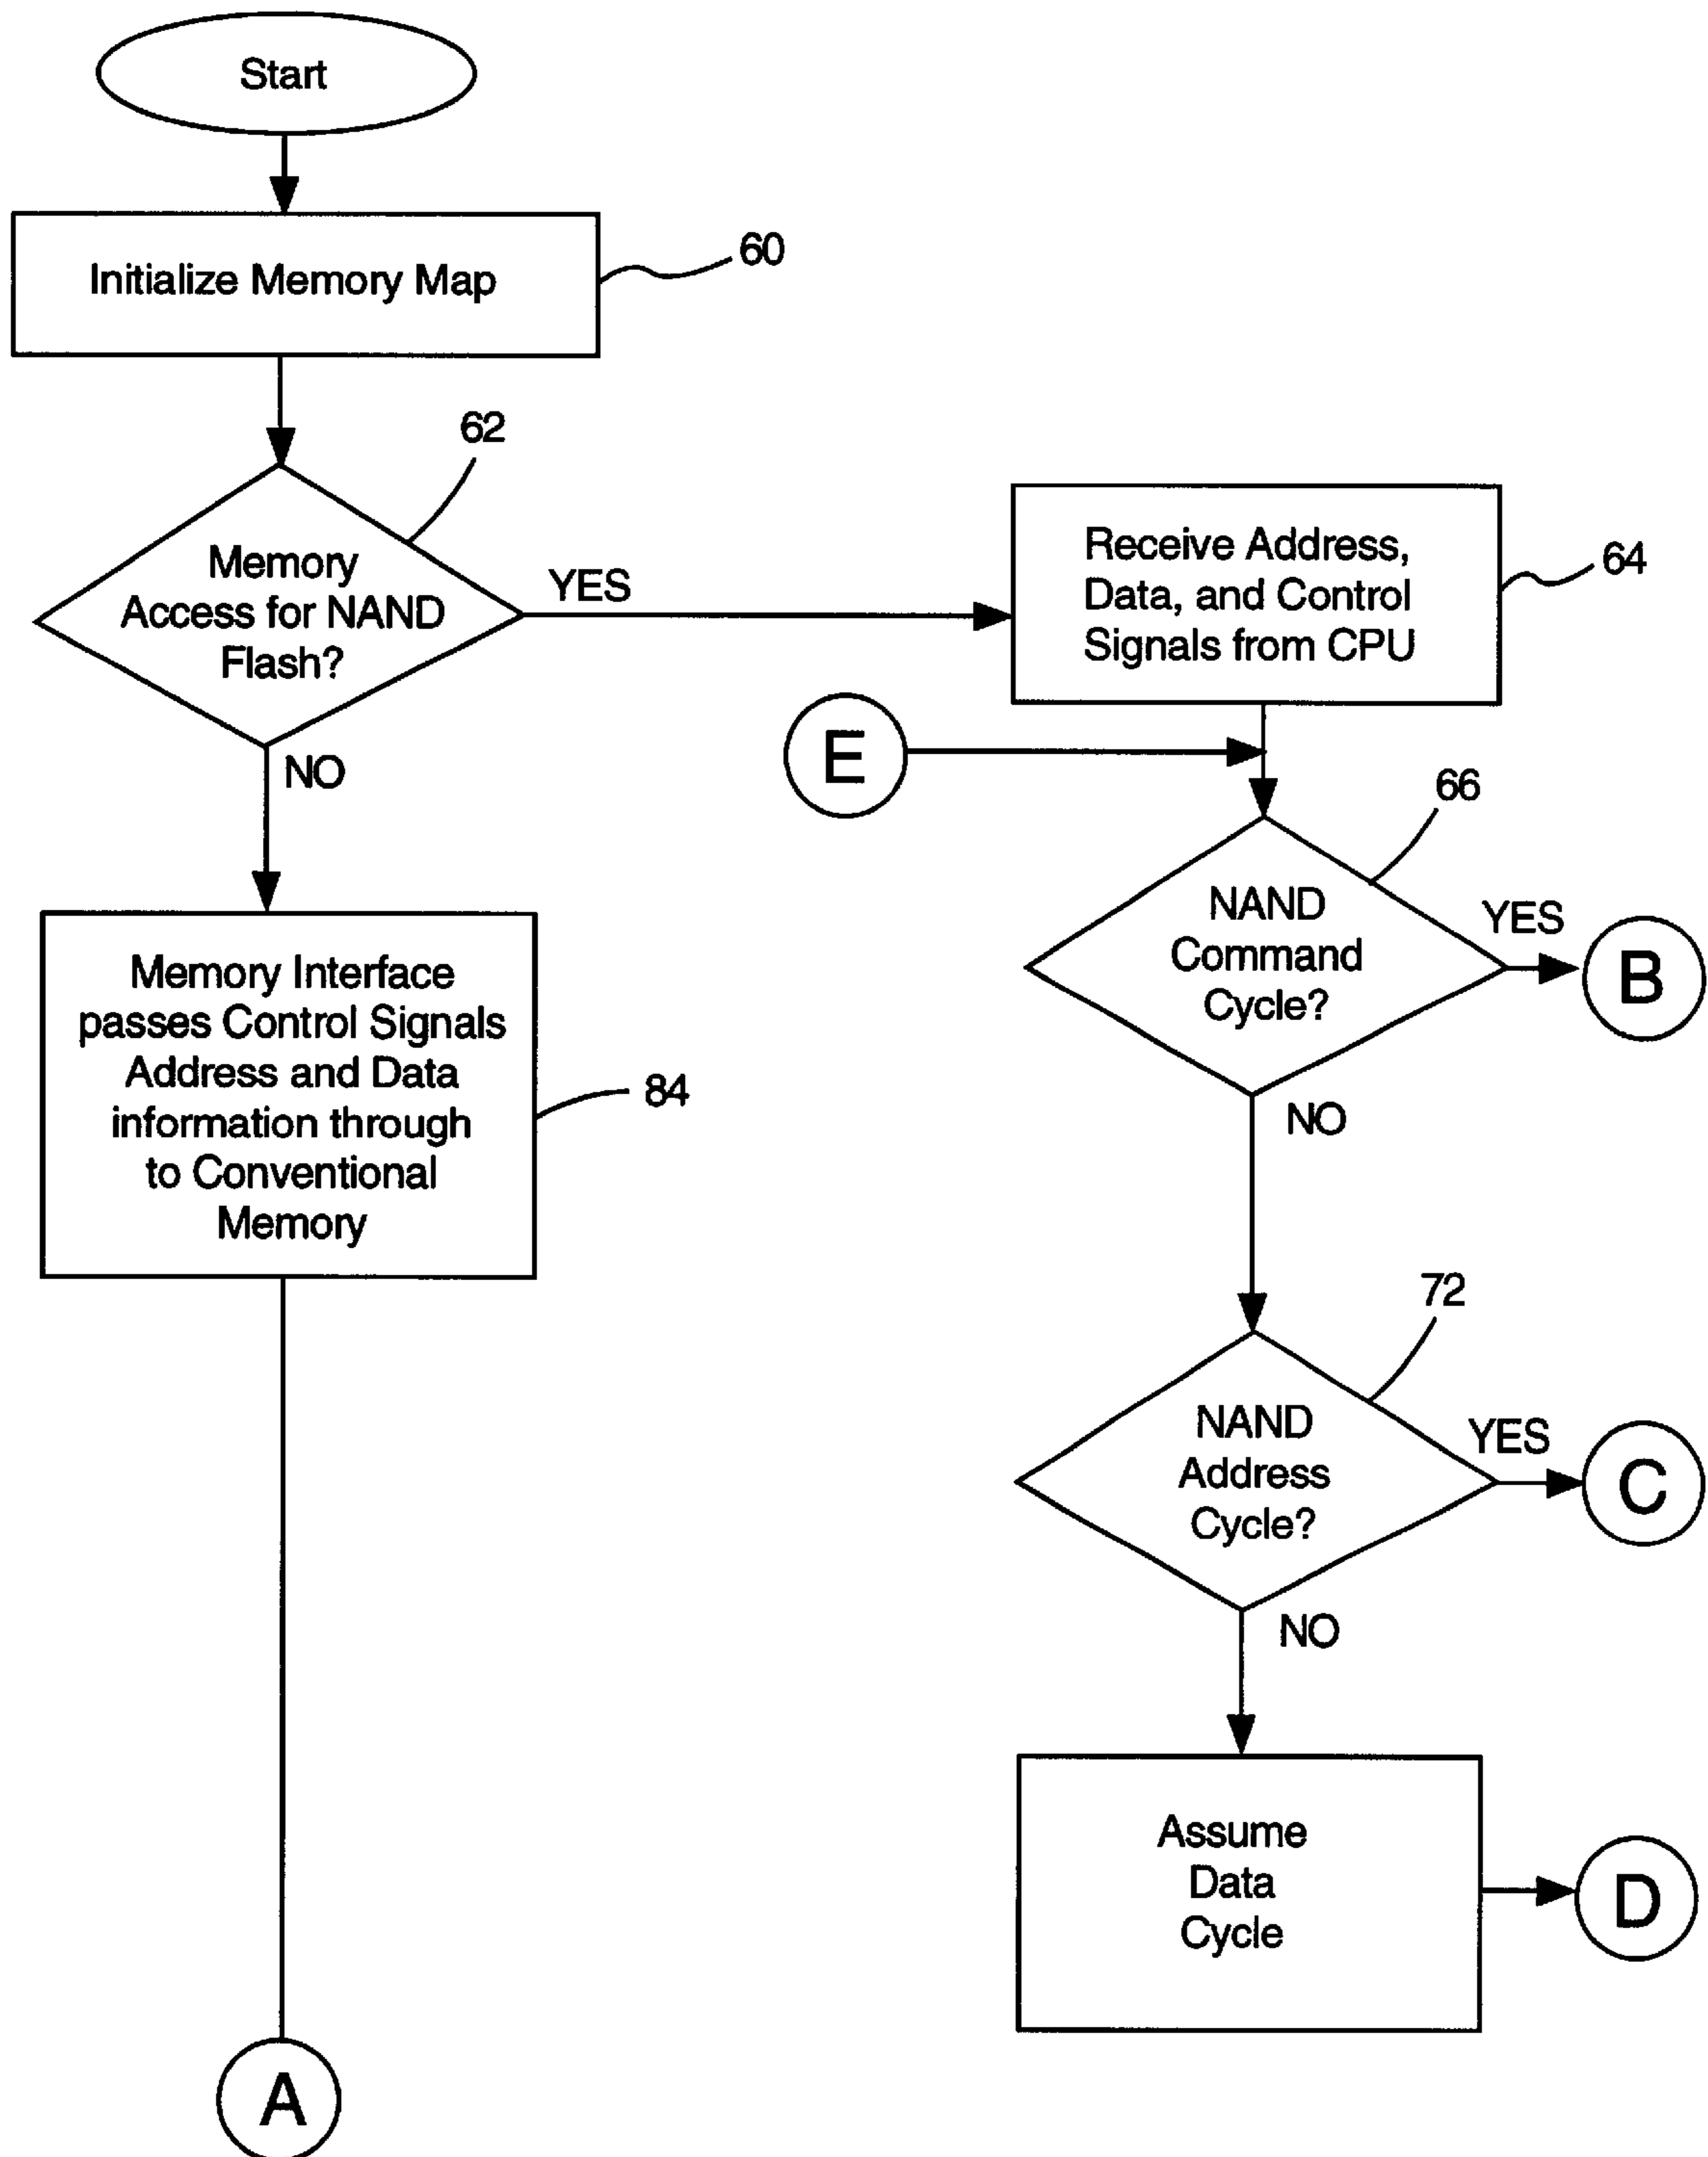 Start
Initialize Memory Map
60
62
Memory
Access for NAND
Flash?
YES
NO
Receive Address,
Data, and Control
Signals from CPU
64
E
66
NAND
Command
Cycle?
YES
B
NO
Memory Interface
passes Control Signals
Address and Data
information through
to Conventional
Memory
84
72
NAND
Address
Cycle?
YES
C
NO
Assume
Data
Cycle
D
A